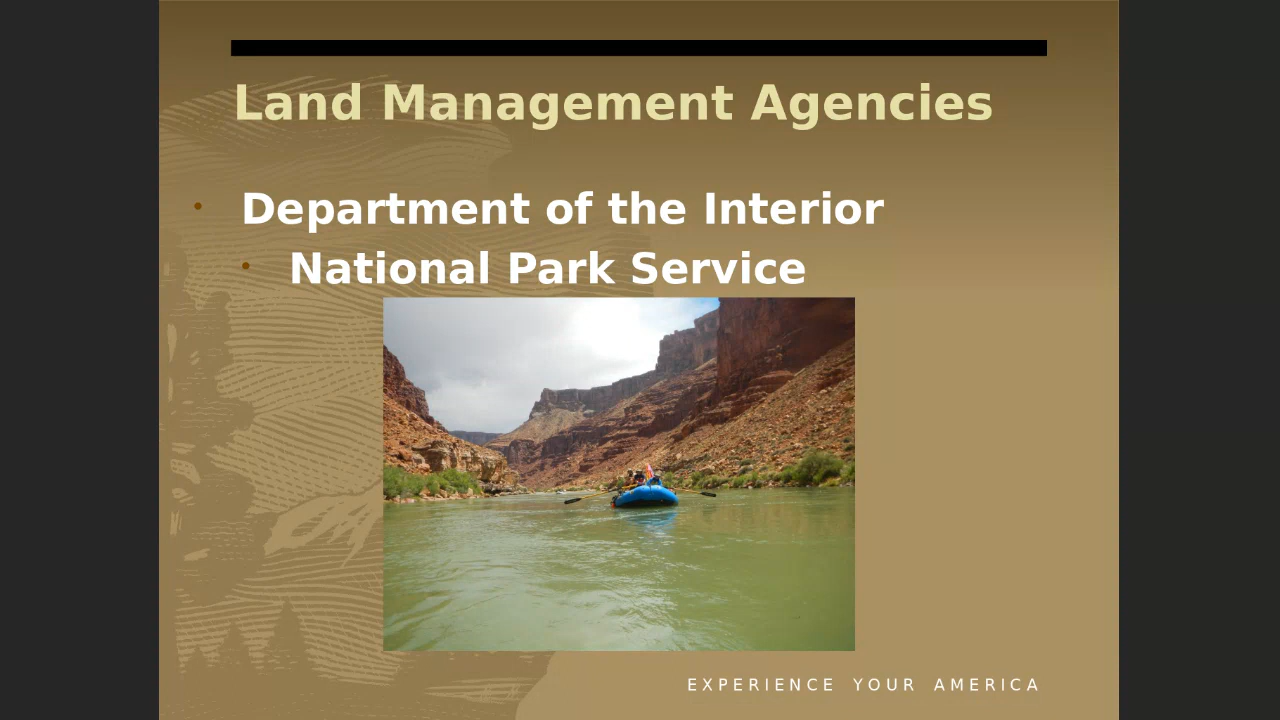 Land Management Agencies
Department of the Interior
National Park Service
EXPERIENCE YOUR AMERICA